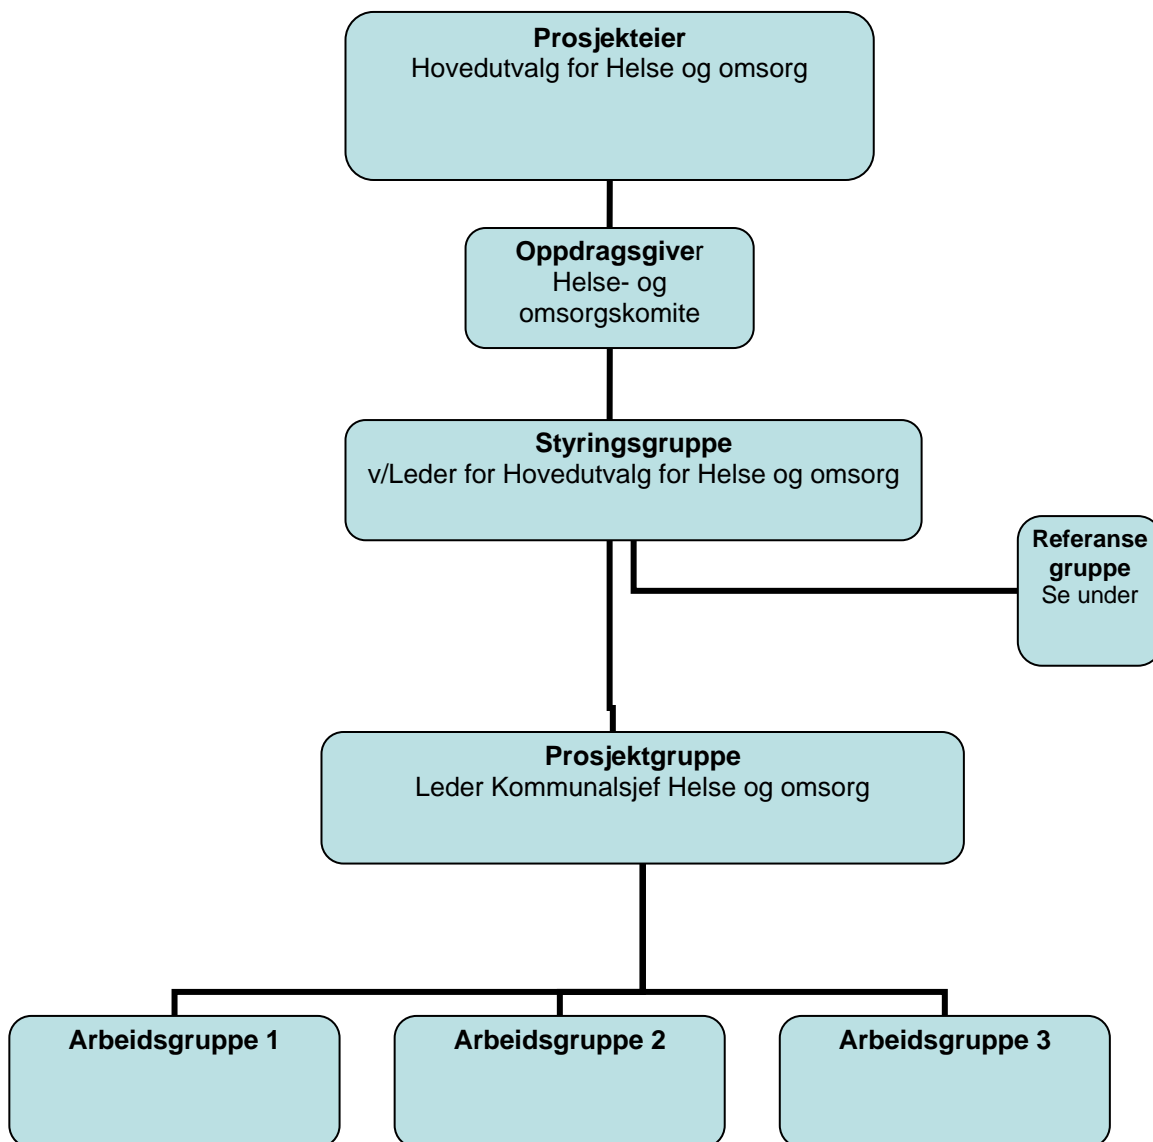 Prosjekteier
Hovedutvalg for Helse og omsorg
Oppdragsgiver
Helse- og
omsorgskomite
Styringsgruppe
v/Leder for Hovedutvalg for Helse og omsorg
Referanse
gruppe
Se under
Prosjektgruppe
Leder Kommunalsjef Helse og omsorg
Arbeidsgruppe 1
Arbeidsgruppe 2
Arbeidsgruppe 3